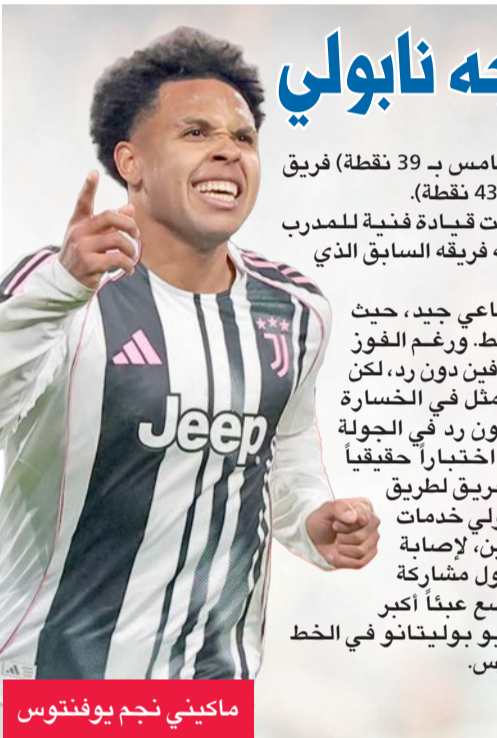 ه نابولي
امس بـ 39 نقطة) فريق
43 نقطة).
ت قيادة فنية للمدرب
ه فريقه السابق الذي
اعي جيد، حيث
ط. ورغم الفوز
فين دون رد، لكن
مثل في الخسارة
ون رد في الجولة
اختباراً حقيقياً
ريق لطريق
ولي خدمات
ين، لإصابة
ول مشاركة
ضع عبئاً أكبر
يو بوليتانو في الخط
س.
Jeep
ماكيني نجم يوفنتوس